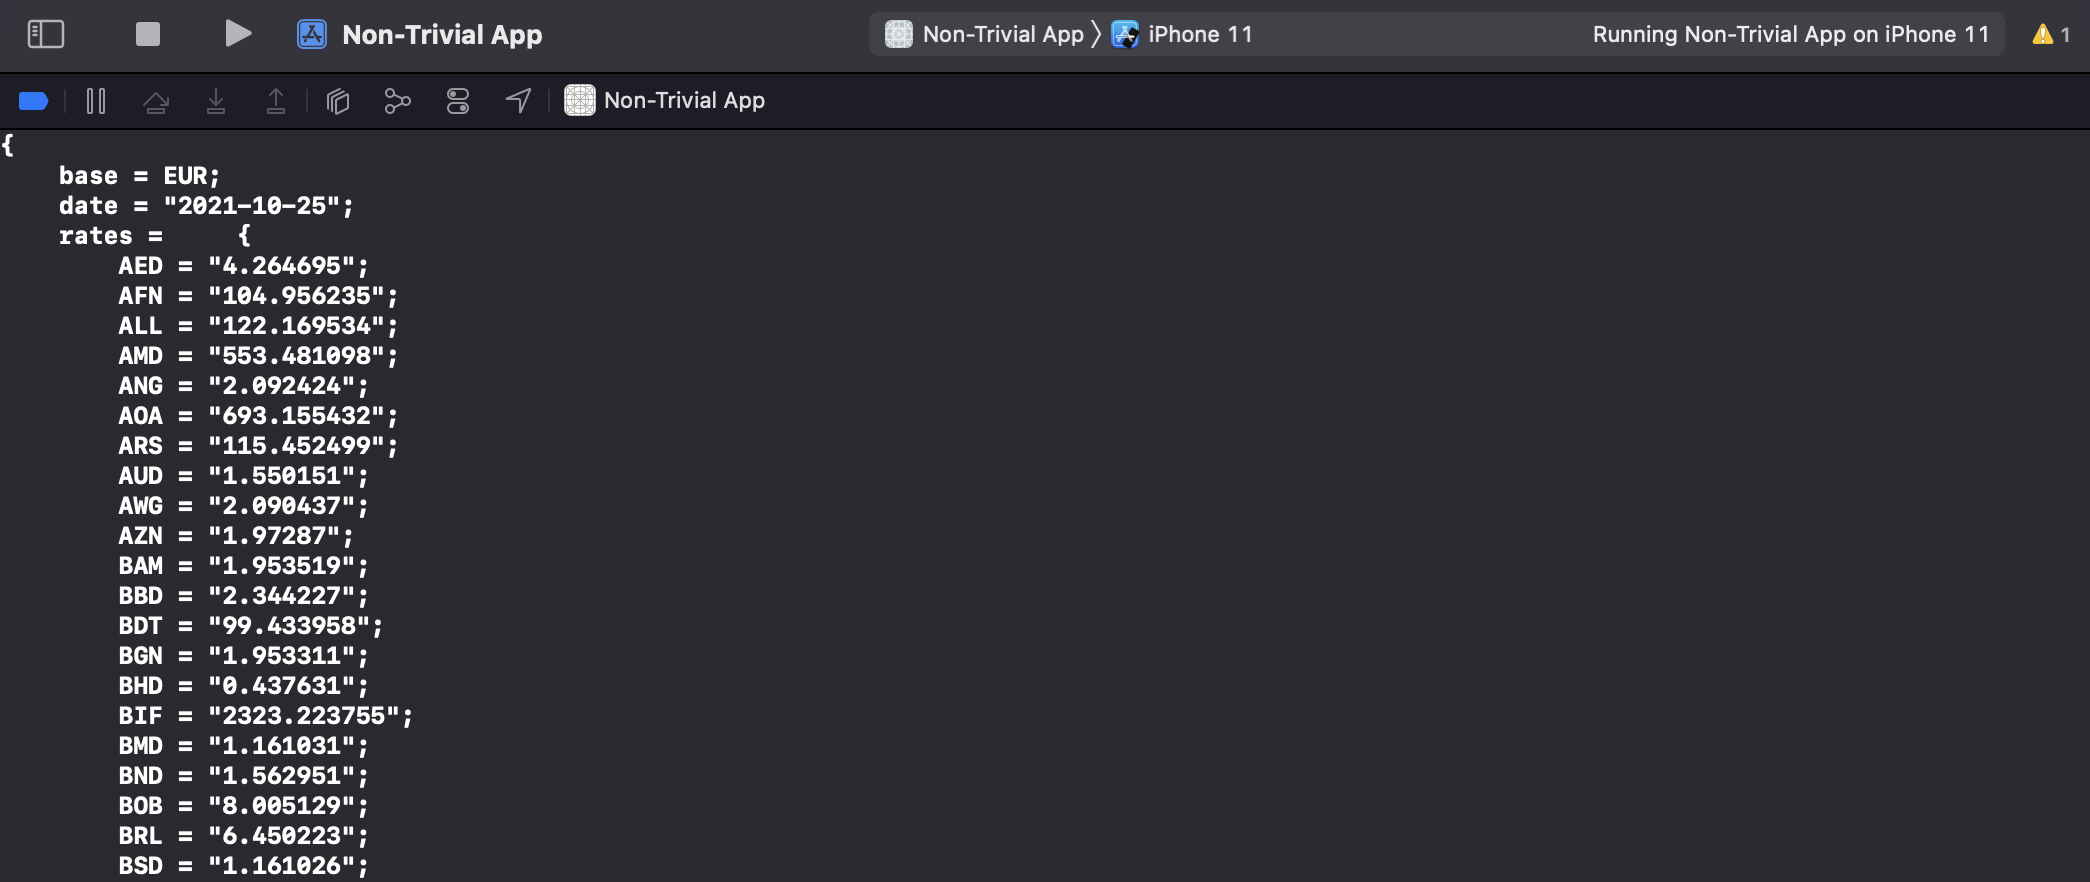 Non-Trivial App
Non-Trivial App 〉 iPhone 11
Running Non-Trivial App on iPhone 11
1
Non-Trivial App
{
base = EUR;
date = "2021-10-25";
rates = {
AED = "4.264695";
AFN = "104.956235";
ALL = "122.169534";
AMD = "553.481098";
ANG = "2.092424";
AOA = "693.155432";
ARS = "115.452499";
AUD = "1.550151";
AWG = "2.090437";
AZN = "1.97287";
BAM = "1.953519";
BBD = "2.344227";
BDT = "99.433958";
BGN = "1.953311";
BHD = "0.437631";
BIF = "2323.223755";
BMD = "1.161031";
BND = "1.562951";
BOB = "8.005129";
BRL = "6.450223";
BSD = "1.161026";